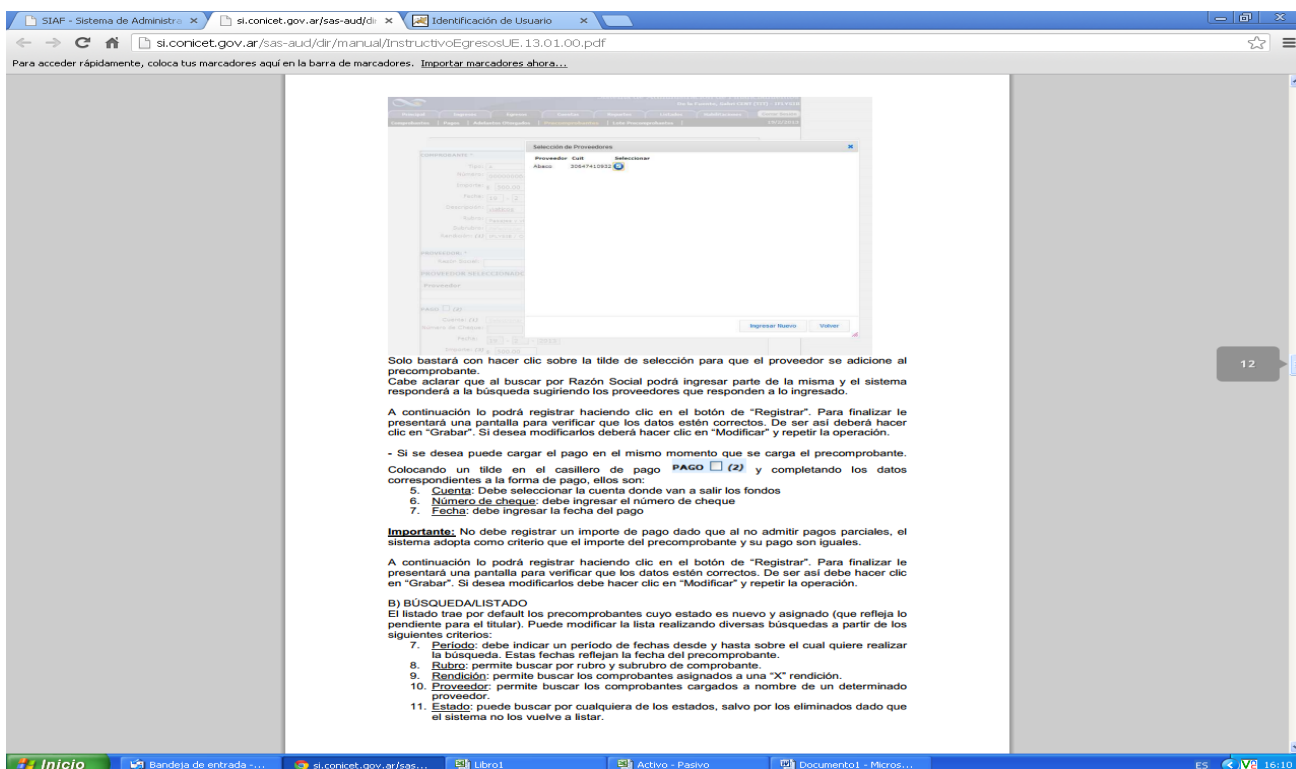 SIAF - Sistema de Administra
si.conicet.gov.ar/sas-aud/di
Identificación de Usuario
si.conicet.gov.ar/sas-aud/dir/manual/InstructivoEgresosUE.13.01.00.pdf
Para acceder rápidamente, coloca tus marcadores aquí en la barra de marcadores. Importar marcadores ahora...
Selección de Proveedores
Proveedor Cuit Seleccionar
Abaco 30647410932
COMPROBANTE *
PROVEEDOR *
Razón Social:
PROVEEDOR SELECCIONADO
Proveedor
PAGO (2)
Número de Cheque:
Fecha:
Ingresar Nuevo Volver
Solo bastará con hacer clic sobre la tilde de selección para que el proveedor se adicione al
precomprobante.
Cabe aclarar que al buscar por Razón Social podrá ingresar parte de la misma y el sistema
responderá a la búsqueda sugiriendo los proveedores que responden a lo ingresado.
A continuación lo podrá registrar haciendo clic en el botón de “Registrar”. Para finalizar le
presentará una pantalla para verificar que los datos estén correctos. De ser así deberá hacer
clic en “Grabar”. Si desea modificarlos deberá hacer clic en “Modificar” y repetir la operación.
- Si se desea puede cargar el pago en el mismo momento que se carga el precomprobante.
Colocando un tilde en el casillero de pago PAGO (2) y completando los datos
correspondientes a la forma de pago, ellos son:
5. Cuenta: Debe seleccionar la cuenta donde van a salir los fondos
6. Número de cheque: debe ingresar el número de cheque
7. Fecha: debe ingresar la fecha del pago
Importante: No debe registrar un importe de pago dado que al no admitir pagos parciales, el
sistema adopta como criterio que el importe del precomprobante y su pago son iguales.
A continuación lo podrá registrar haciendo clic en el botón de “Registrar”. Para finalizar le
presentará una pantalla para verificar que los datos estén correctos. De ser así debe hacer clic
en “Grabar”. Si desea modificarlos debe hacer clic en “Modificar” y repetir la operación.
B) BÚSQUEDA/LISTADO
El listado trae por default los precomprobantes cuyo estado es nuevo y asignado (que refleja lo
pendiente para el titular). Puede modificar la lista realizando diversas búsquedas a partir de los
siguientes criterios:
7. Período: debe indicar un período de fechas desde y hasta sobre el cual quiere realizar
la búsqueda. Estas fechas reflejan la fecha del precomprobante.
8. Rubro: permite buscar por rubro y subrubro de comprobante.
9. Rendición: permite buscar los comprobantes asignados a una “X” rendición.
10. Proveedor: permite buscar los comprobantes cargados a nombre de un determinado
proveedor.
11. Estado: puede buscar por cualquiera de los estados, salvo por los eliminados dado que
el sistema no los vuelve a listar.
12
Inicio
Bandeja de entrada -...
si.conicet.gov.ar/sas...
Libro1
Activo - Pasivo
Documento1 - Micros...
ES
16:10